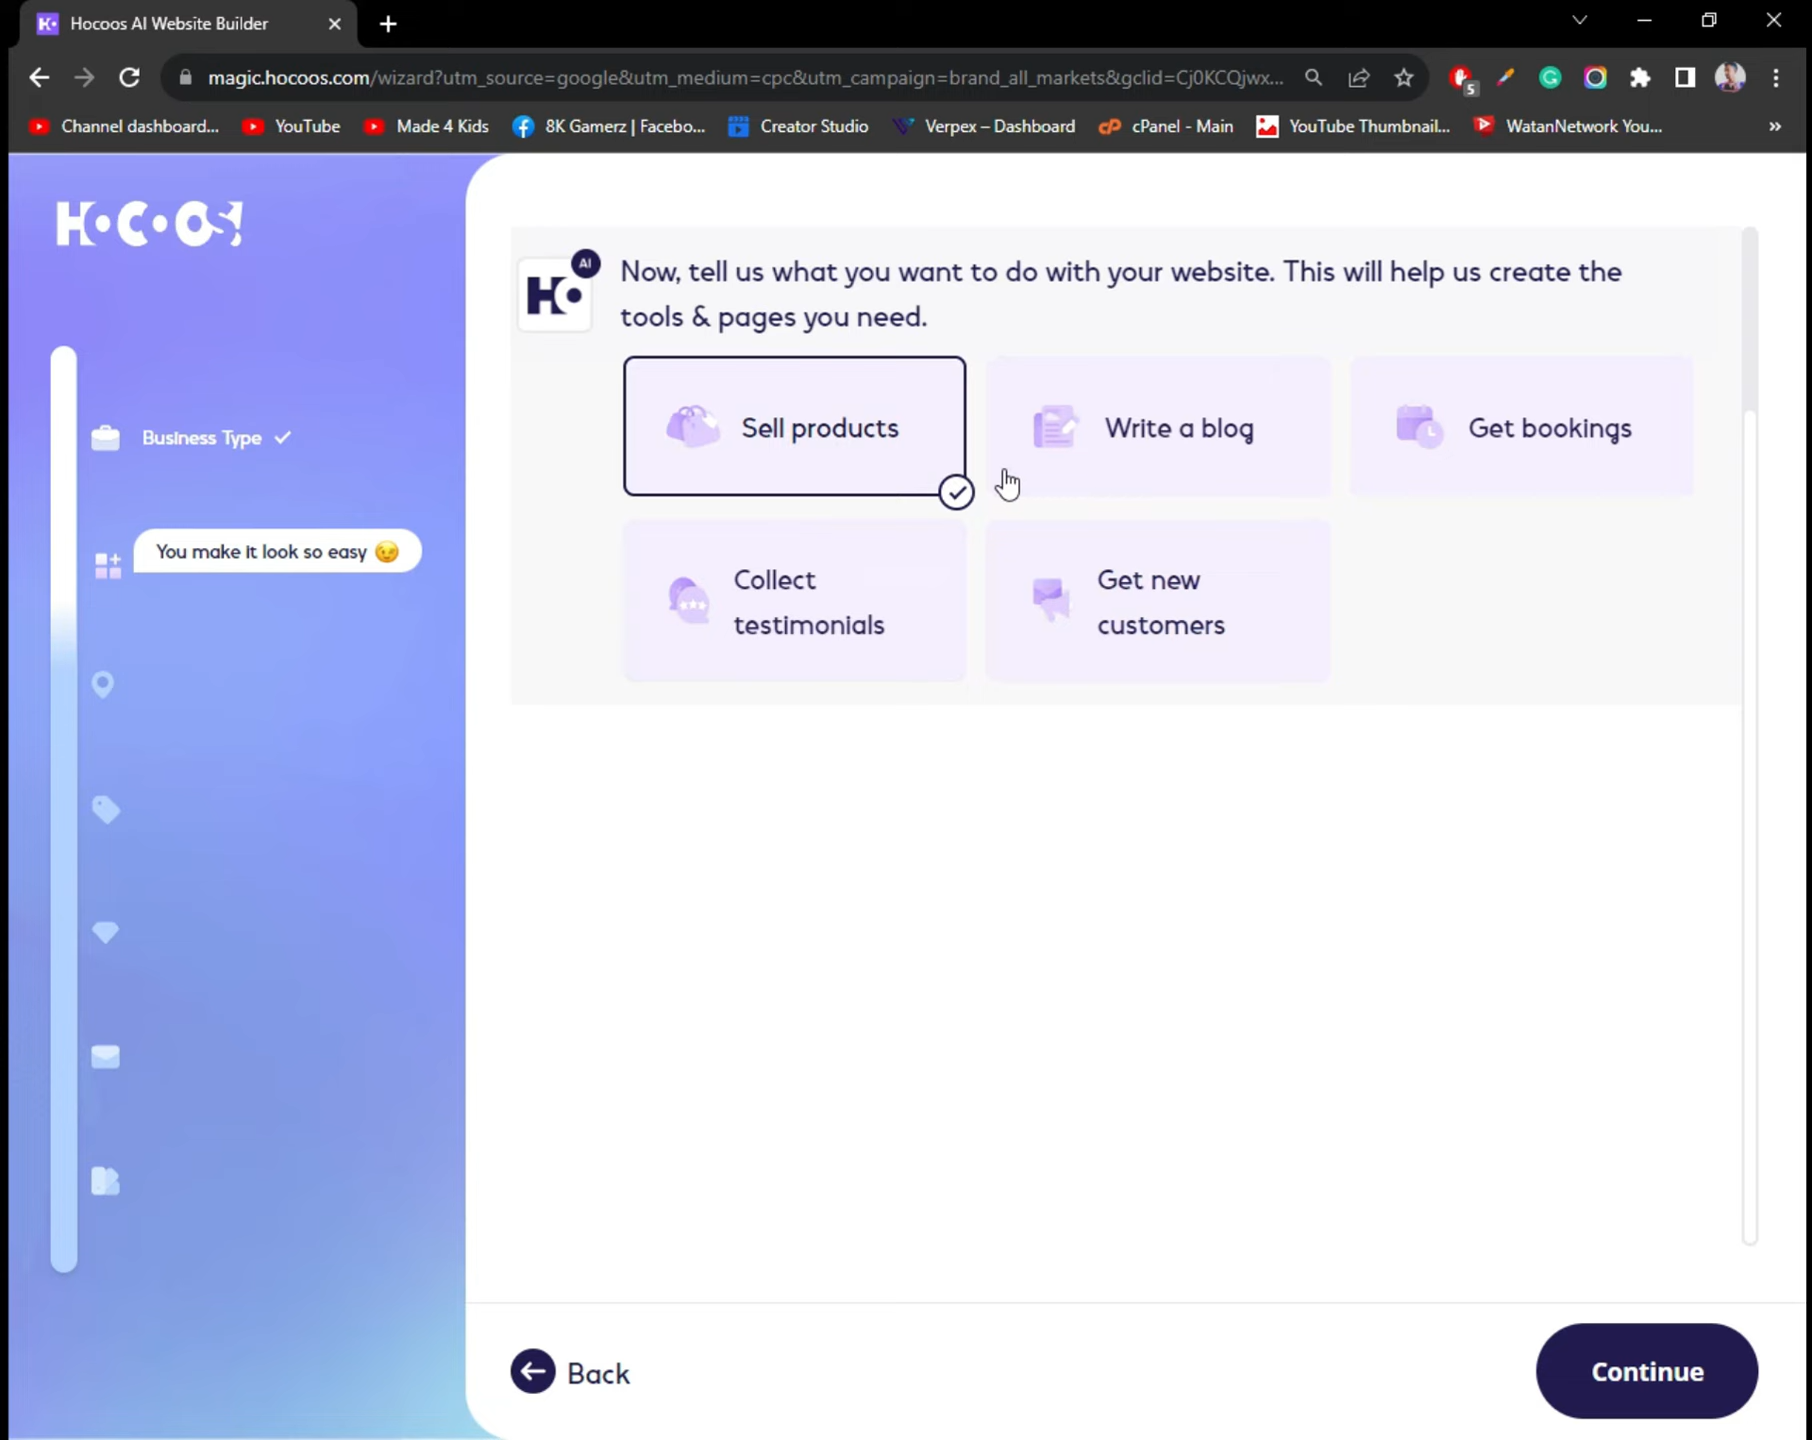 Hocoos AI Website Builder
magic.hocoos.com/wizard?utm_source=google&utm_medium=cpc&utm_campaign=brand_all_markets&gclid=Cj0KCQjwx...
5
Channel dashboard... YouTube Made 4 Kids 8K Gamerz | Facebo... Creator Studio Verpex – Dashboard cPanel - Main YouTube Thumbnail... WatanNetwork You... »
HOCOOS!
AI
HO
Now, tell us what you want to do with your website. This will help us create the
tools & pages you need.
Sell products
Write a blog
Get bookings
Collect
testimonials
Get new
customers
Business Type
You make it look so easy 😉
Back
Continue